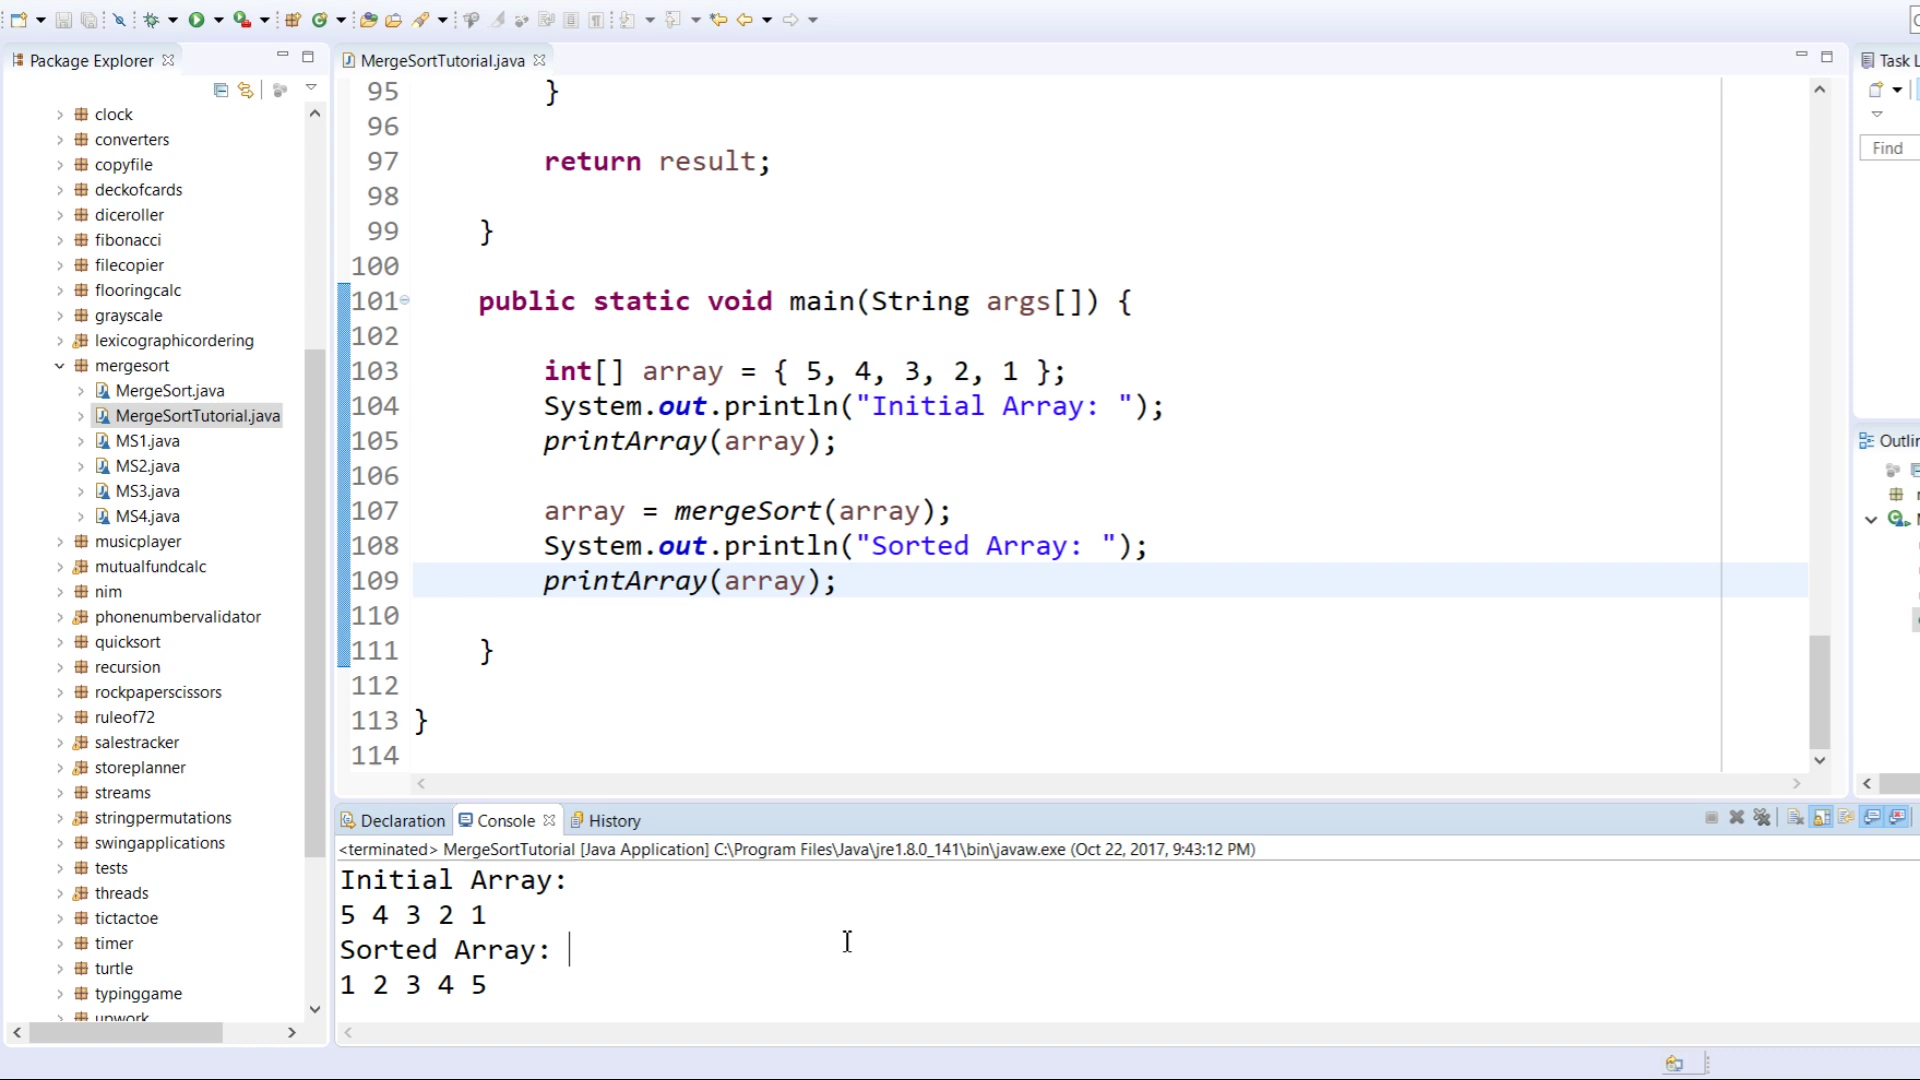 Package Explorer
clock
converters
copyfile
deckofcards
diceroller
fibonacci
filecopier
flooringcalc
grayscale
lexicographicordering
mergesort
MergeSort.java
MergeSortTutorial.java
MS1.java
MS2.java
MS3.java
MS4.java
musicplayer
mutualfundcalc
nim
phonenumbervalidator
quicksort
recursion
rockpaperscissors
ruleof72
salestracker
storeplanner
streams
stringpermutations
swingapplications
tests
threads
tictactoe
timer
turtle
typinggame
upwork
MergeSortTutorial.java
95 }
96
97 return result;
98
99 }
100
101 public static void main(String args[]) {
102
103 int[] array = { 5, 4, 3, 2, 1 };
104 System.out.println("Initial Array: ");
105 printArray(array);
106
107 array = mergeSort(array);
108 System.out.println("Sorted Array: ");
109 printArray(array);
110
111 }
112
113 }
114
Task L
Find
Outlin
Declaration Console History
<terminated> MergeSortTutorial [Java Application] C:\Program Files\Java\jre1.8.0_141\bin\javaw.exe (Oct 22, 2017, 9:43:12 PM)
Initial Array:
5 4 3 2 1
Sorted Array:
1 2 3 4 5